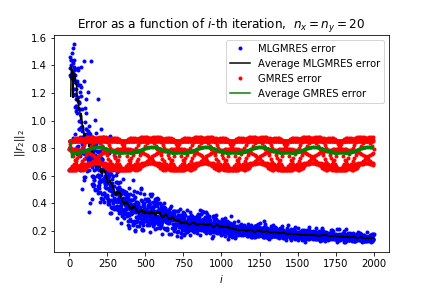 Error as a function of i-th iteration, n_x = n_y = 20
MLGMRES error
Average MLGMRES error
GMRES error
Average GMRES error
||r_2||_2
1.6
1.4
1.2
1.0
0.8
0.6
0.4
0.2
0 250 500 750 1000 1250 1500 1750 2000
i